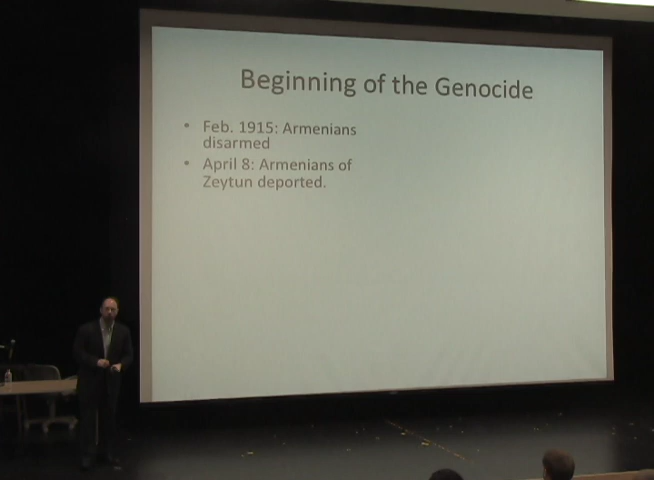 Beginning of the Genocide
• Feb. 1915: Armenians
disarmed
• April 8: Armenians of
Zeytun deported.